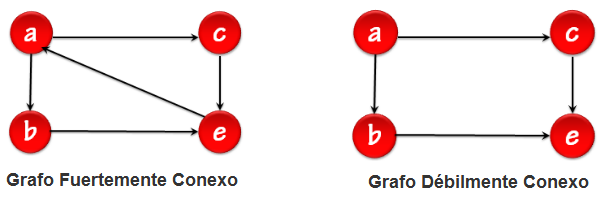 a c a c
b e b e
Grafo Fuertemente Conexo
Grafo Débilmente Conexo